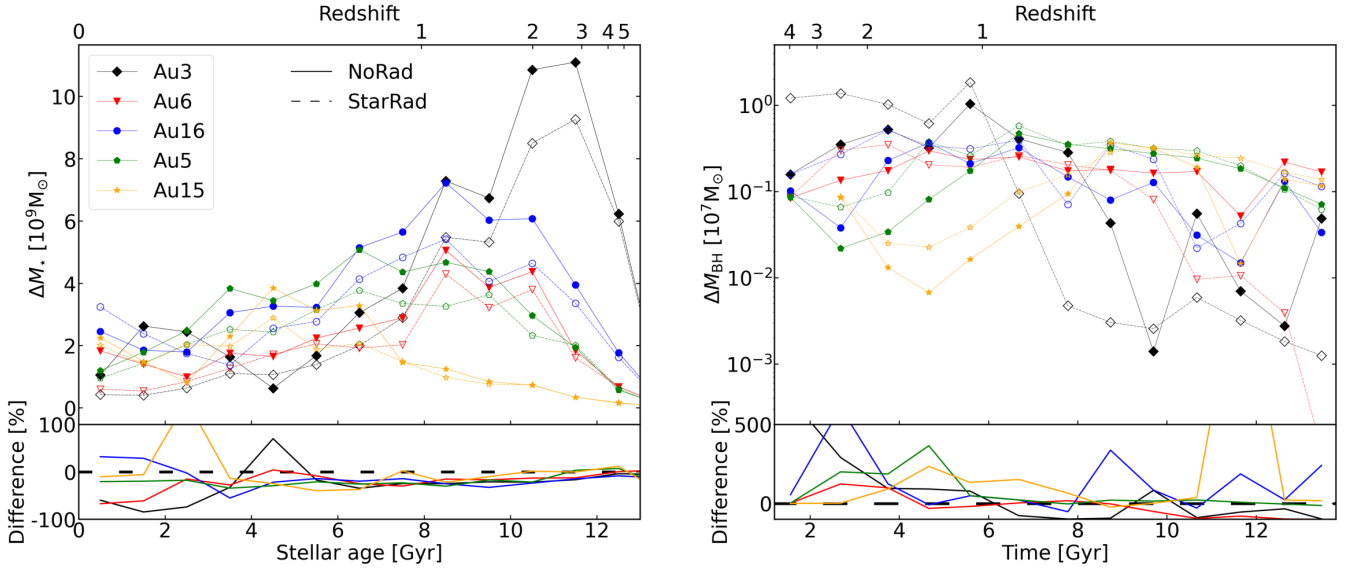 Redshift
0 1 2 3 4 5
Au3
Au6
Au16
Au5
Au15
NoRad
StarRad
ΔM⋆ [10⁹M⊙]
10
8
6
4
2
0
Difference [%]
100
0
-100
0 2 4 6 8 10 12
Stellar age [Gyr]
Redshift
4 3 2 1
ΔM_BH [10⁷M⊙]
10⁰
10⁻¹
10⁻²
10⁻³
Difference [%]
500
0
2 4 6 8 10 12
Time [Gyr]